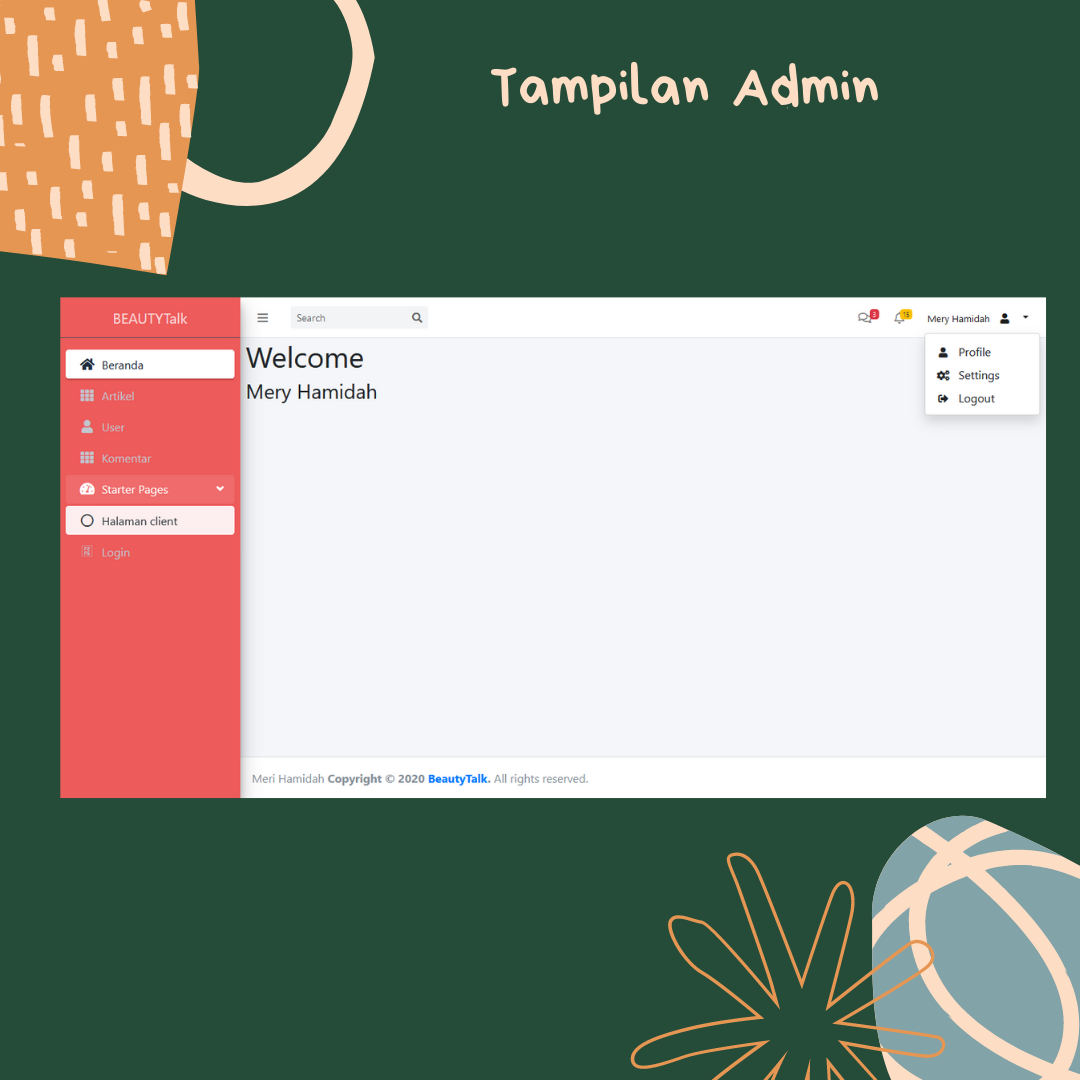 Tampilan Admin
BEAUTYTalk
Search
3
15
Mery Hamidah
Profile
Settings
Logout
Beranda
Artikel
User
Komentar
Starter Pages
Halaman client
Login
Welcome
Mery Hamidah
Meri Hamidah Copyright © 2020 BeautyTalk. All rights reserved.